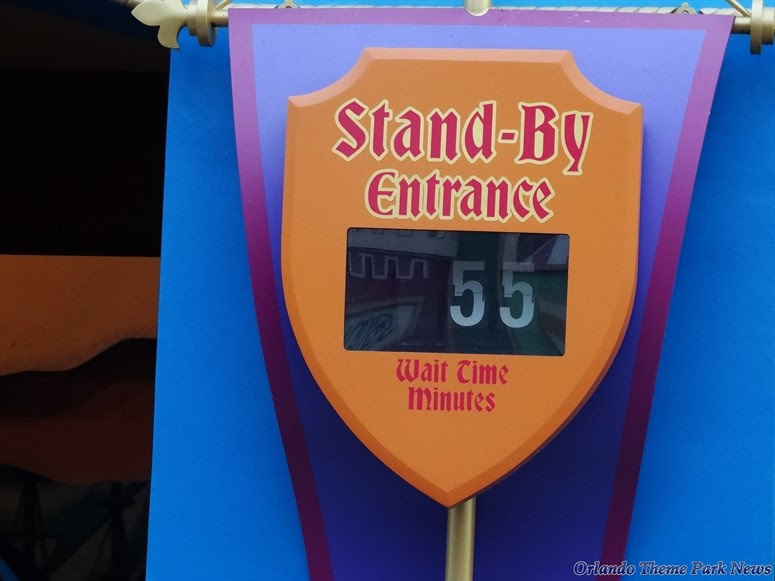 Stand-By
Entrance
55
Wait Time
Minutes
Orlando Theme Park News